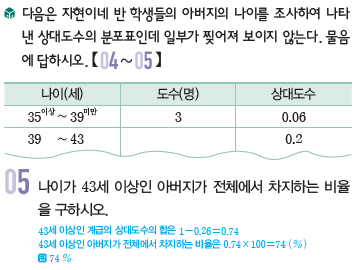 다음은 자현이네 반 학생들의 아버지의 나이를 조사하여 나타
낸 상대도수의 분포표인데 일부가 찢어져 보이지 않는다. 물음
에 답하시오.【04~05】
나이(세) 도수(명) 상대도수
35이상 ~ 39미만 3 0.06
39 ~ 43 0.2
05 나이가 43세 이상인 아버지가 전체에서 차지하는 비율
을 구하시오.
43세 이상인 계급의 상대도수의 합은 1-0.26=0.74
43세 이상인 아버지가 전체에서 차지하는 비율은 0.74×100=74 (%)
답 74 %